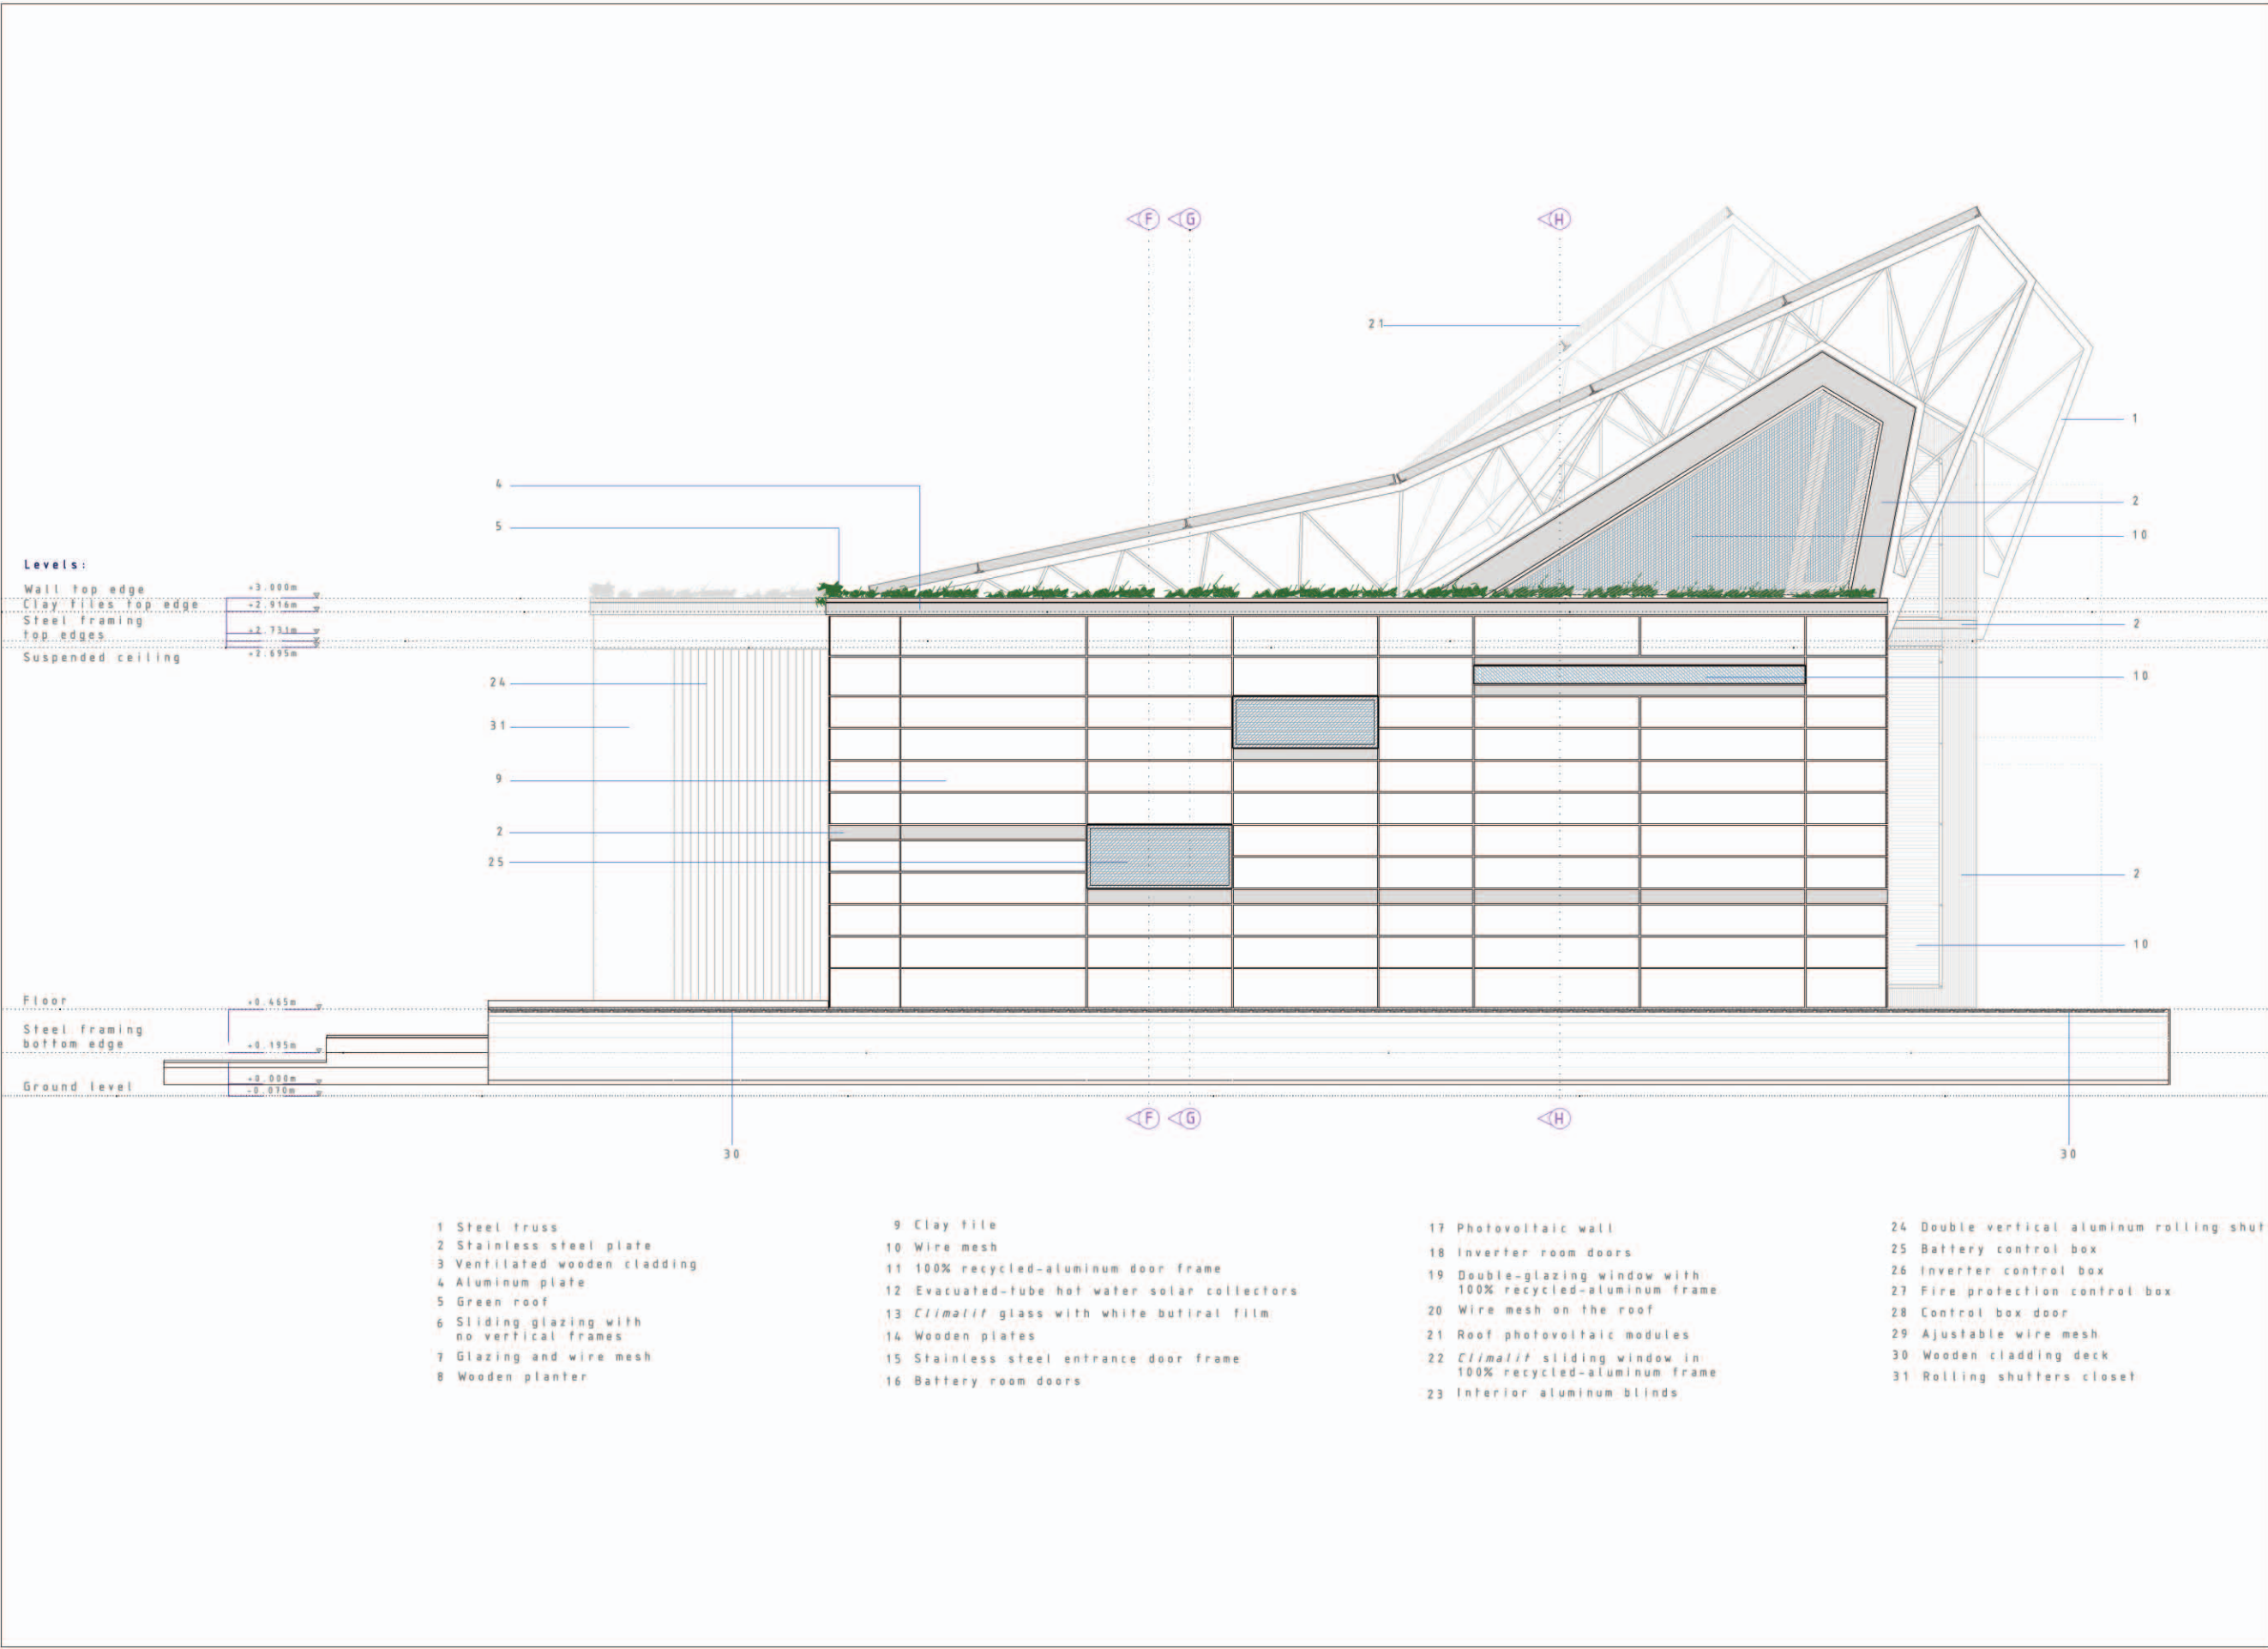 F G H
21
1
4
2
5
10
Levels:
Wall top edge +3.000m
Clay tiles top edge +2.916m
Steel framing
top edges +2.731m
Suspended ceiling +2.695m
2
24
10
31
9
2
25
2
10
Floor +0.465m
Steel framing
bottom edge +0.195m
Ground level +0.000m
-0.070m
F G H
30 30
1 Steel truss
2 Stainless steel plate
3 Ventilated wooden cladding
4 Aluminum plate
5 Green roof
6 Sliding glazing with
no vertical frames
7 Glazing and wire mesh
8 Wooden planter
9 Clay tile
10 Wire mesh
11 100% recycled-aluminum door frame
12 Evacuated-tube hot water solar collectors
13 Climalit glass with white butiral film
14 Wooden plates
15 Stainless steel entrance door frame
16 Battery room doors
17 Photovoltaic wall
18 Inverter room doors
19 Double-glazing window with
100% recycled-aluminum frame
20 Wire mesh on the roof
21 Roof photovoltaic modules
22 Climalit sliding window in
100% recycled-aluminum frame
23 Interior aluminum blinds
24 Double vertical aluminum rolling shut
25 Battery control box
26 Inverter control box
27 Fire protection control box
28 Control box door
29 Ajustable wire mesh
30 Wooden cladding deck
31 Rolling shutters closet